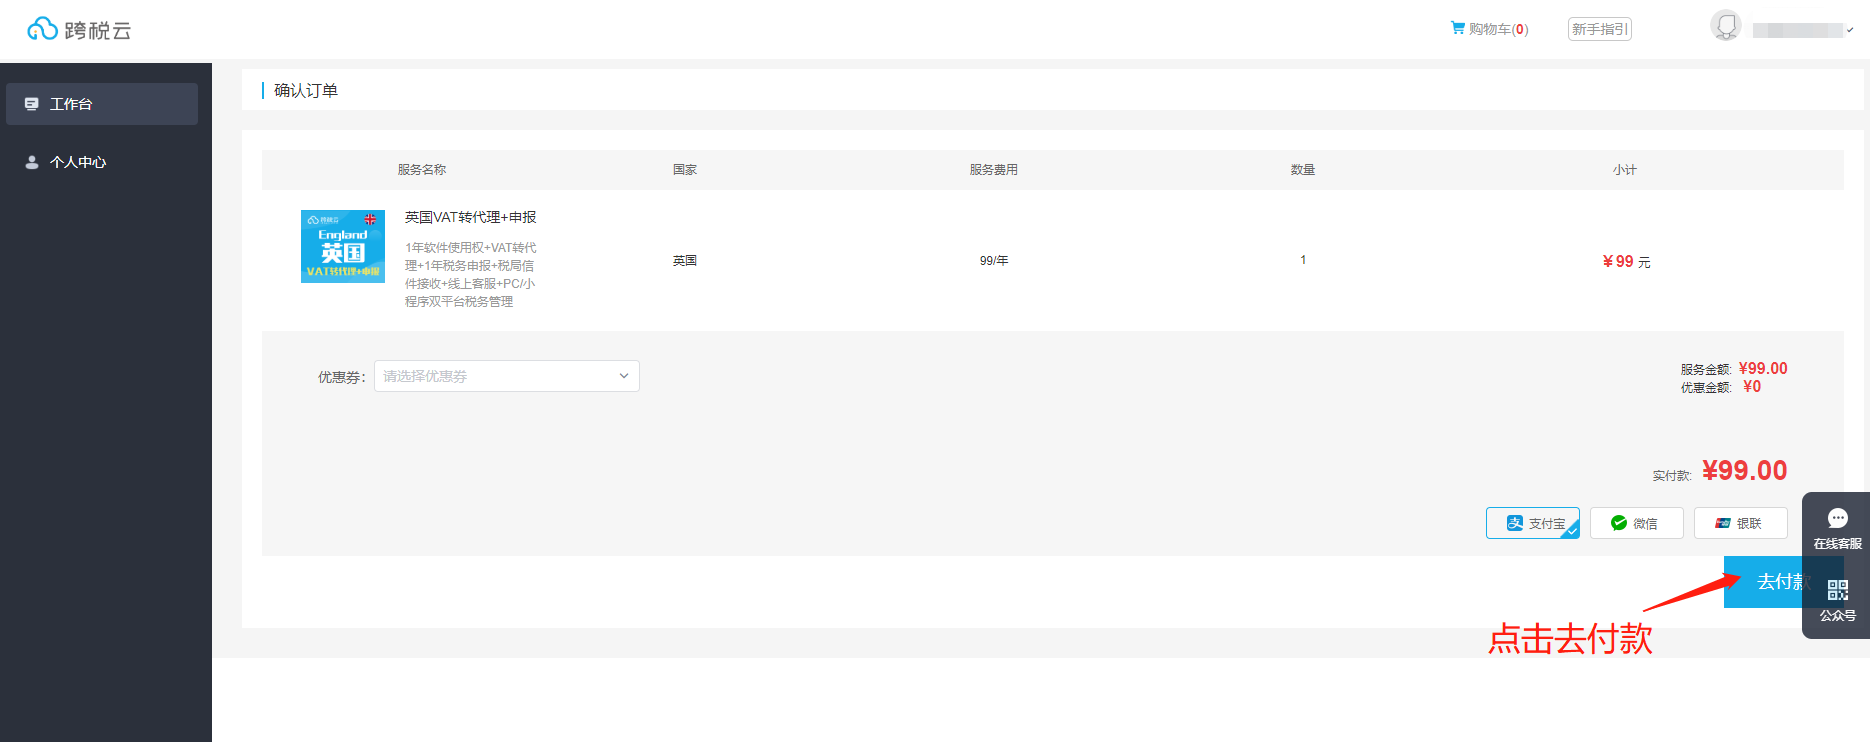 跨税云
购物车(0)
新手指引
工作台
个人中心
确认订单
服务名称 国家 服务费用 数量 小计
跨税云
England
英国
VAT转代理+申报
英国VAT转代理+申报
1年软件使用权+VAT转代
理+1年税务申报+税局信
件接收+线上客服+PC/小
程序双平台税务管理
英国 99/年 1 ¥99 元
优惠券: 请选择优惠券
服务金额: ¥99.00
优惠金额: ¥0
实付款: ¥99.00
支付宝 微信 银联
在线客服
去付款
公众号
点击去付款